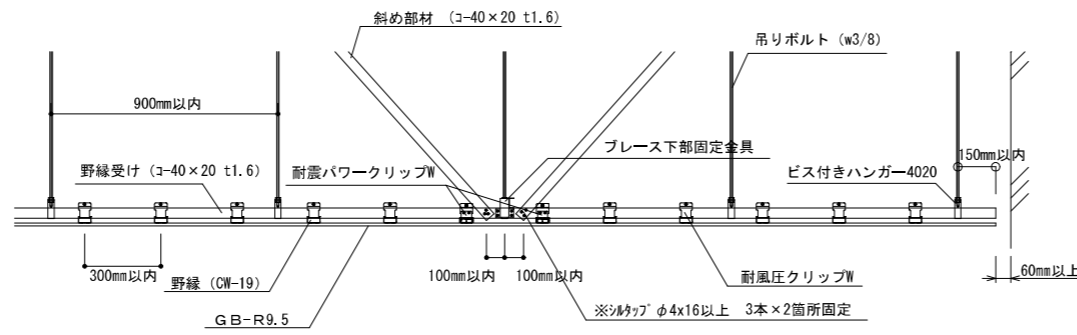 斜め部材 (ｺ-40×20 t1.6)
吊りボルト (w3/8)
900mm以内
ブレース下部固定金具
150mm以内
野縁受け (ｺ-40×20 t1.6)
耐震パワークリップW
ビス付きハンガー4020
300mm以内
野縁 (CW-19)
100mm以内
100mm以内
耐風圧クリップW
60mm以上
※ｼﾙﾀｯﾌﾟ φ4x16以上 3本×2箇所固定
ＧＢ-Ｒ9.5